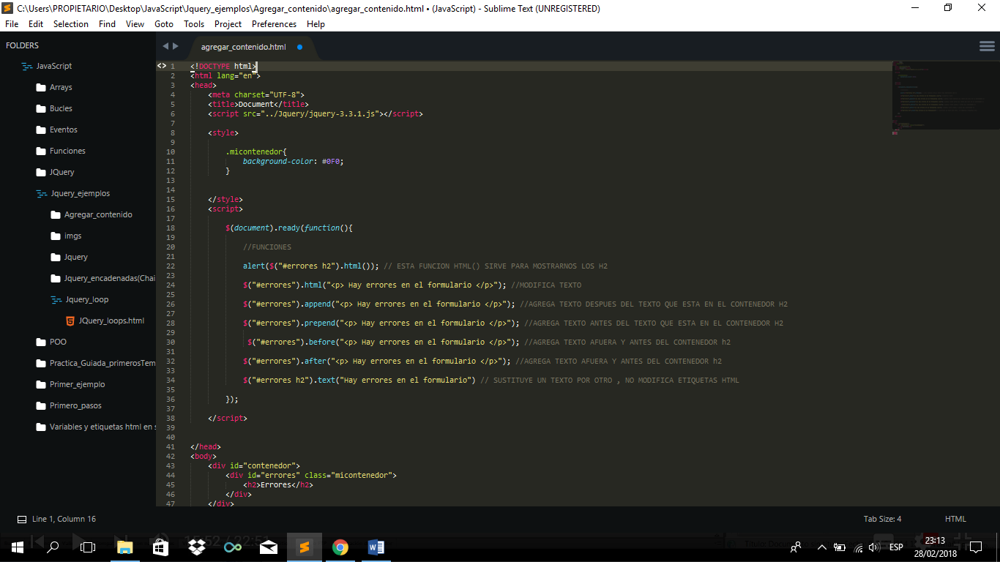 C:\Users\PROPIETARIO\Desktop\JavaScript\Jquery_ejemplos\Agregar_contenido\agregar_contenido.html • (JavaScript) - Sublime Text (UNREGISTERED)
File Edit Selection Find View Goto Tools Project Preferences Help
FOLDERS
JavaScript
Arrays
Bucles
Eventos
Funciones
JQuery
Jquery_ejemplos
Agregar_contenido
imgs
Jquery
Jquery_encadenadas(Chai
Jquery_loop
JQuery_loops.html
POO
Practica_Guiada_primerosTem
Primer_ejemplo
Primero_pasos
Variables y etiquetas html en s
agregar_contenido.html
1 <!DOCTYPE html>
2 <html lang="en">
3 <head>
4 <meta charset="UTF-8">
5 <title>Document</title>
6 <script src="../Jquery/jquery-3.3.1.js"></script>
7
8 <style>
9
10 .micontenedor{
11 background-color: #0F0;
12 }
13
14
15 </style>
16 <script>
17
18 $(document).ready(function(){
19
20 //FUNCIONES
21
22 alert($("#errores h2").html()); // ESTA FUNCION HTML() SIRVE PARA MOSTRARNOS LOS H2
23
24 $("#errores").html("<p> Hay errores en el formulario </p>"); //MODIFICA TEXTO
25
26 $("#errores").append("<p> Hay errores en el formulario </p>"); //AGREGA TEXTO DESPUES DEL TEXTO QUE ESTA EN EL CONTENEDOR H2
27
28 $("#errores").prepend("<p> Hay errores en el formulario </p>"); //AGREGA TEXTO ANTES DEL TEXTO QUE ESTA EN EL CONTENEDOR H2
29
30 $("#errores").before("<p> Hay errores en el formulario </p>"); //AGREGA TEXTO AFUERA Y ANTES DEL CONTENEDOR h2
31
32 $("#errores").after("<p> Hay errores en el formulario </p>"); //AGREGA TEXTO AFUERA Y ANTES DEL CONTENEDOR h2
33
34 $("#errores h2").text("Hay errores en el formulario") // SUSTITUYE UN TEXTO POR OTRO , NO MODIFICA ETIQUETAS HTML
35
36 });
37
38 </script>
39
40
41 </head>
42 <body>
43 <div id="contenedor">
44 <div id="errores" class="micontenedor">
45 <h2>Errores</h2>
46 </div>
47 </div>
Line 1, Column 16
Tab Size: 4
HTML
15:52 / 22:51
ESP
23:13
28/02/2018